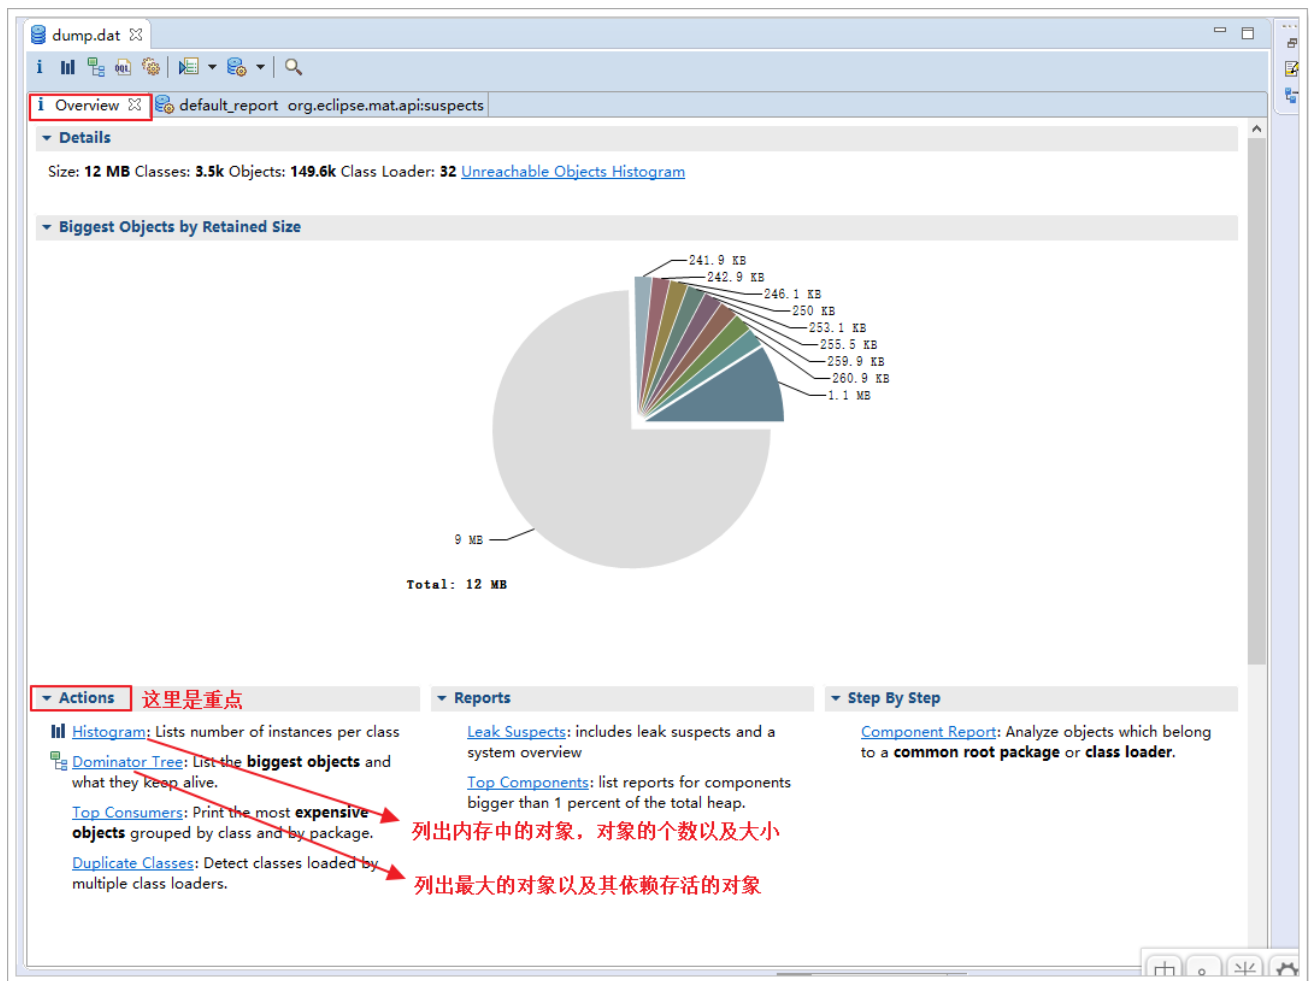 dump.dat
Overview
default_report org.eclipse.mat.api:suspects
Details
Size: 12 MB Classes: 3.5k Objects: 149.6k Class Loader: 32 Unreachable Objects Histogram
Biggest Objects by Retained Size
241.9 KB
242.9 KB
246.1 KB
250 KB
253.1 KB
255.5 KB
259.9 KB
260.9 KB
1.1 MB
9 MB
Total: 12 MB
Actions
这里是重点
Histogram: Lists number of instances per class
Dominator Tree: List the biggest objects and
what they keep alive.
Top Consumers: Print the most expensive
objects grouped by class and by package.
Duplicate Classes: Detect classes loaded by
multiple class loaders.
Reports
Leak Suspects: includes leak suspects and a
system overview
Top Components: list reports for components
bigger than 1 percent of the total heap.
列出内存中的对象，对象的个数以及大小
列出最大的对象以及其依赖存活的对象
Step By Step
Component Report: Analyze objects which belong
to a common root package or class loader.
中 。 半